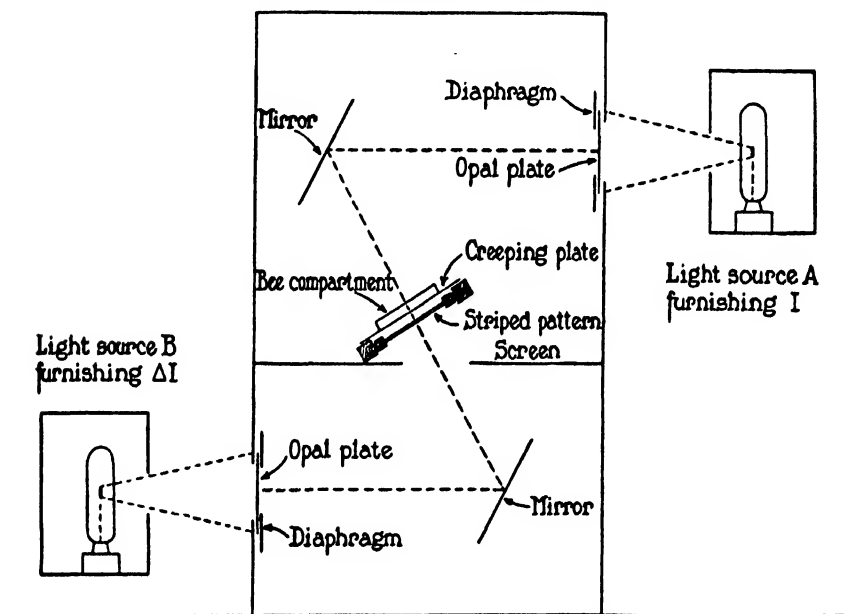 Diaphragm
Mirror
Opal plate
Creeping plate
Bee compartment
Light source A
furnishing I
Striped pattern
Screen
Light source B
furnishing ΔI
Opal plate
Mirror
Diaphragm